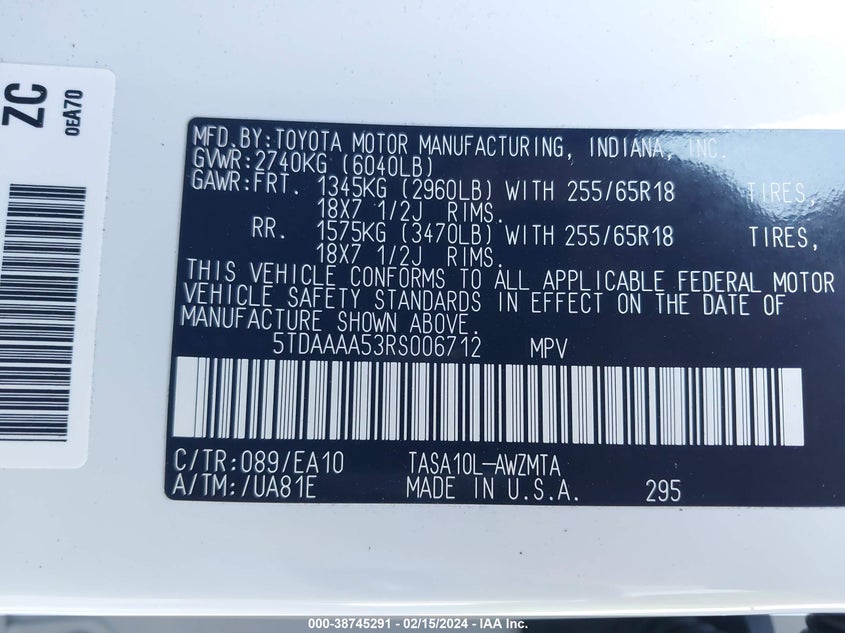 ZC
0EA70
MFD.BY:TOYOTA MOTOR MANUFACTURING, INDIANA, INC.
GVWR:2740KG (6040LB)
GAWR:FRT. 1345KG (2960LB) WITH 255/65R18 TIRES,
18X7 1/2J RIMS.
RR. 1575KG (3470LB) WITH 255/65R18 TIRES,
18X7 1/2J RIMS.
THIS VEHICLE CONFORMS TO ALL APPLICABLE FEDERAL MOTOR
VEHICLE SAFETY STANDARDS IN EFFECT ON THE DATE OF
MANUFACTURE SHOWN ABOVE.
5TDAAAA53RS006712 MPV
C/TR:089/EA10 TASA10L-AWZMTA
A/TM:/UA81E MADE IN U.S.A. 295
000-38745291 - 02/15/2024 - IAA Inc.